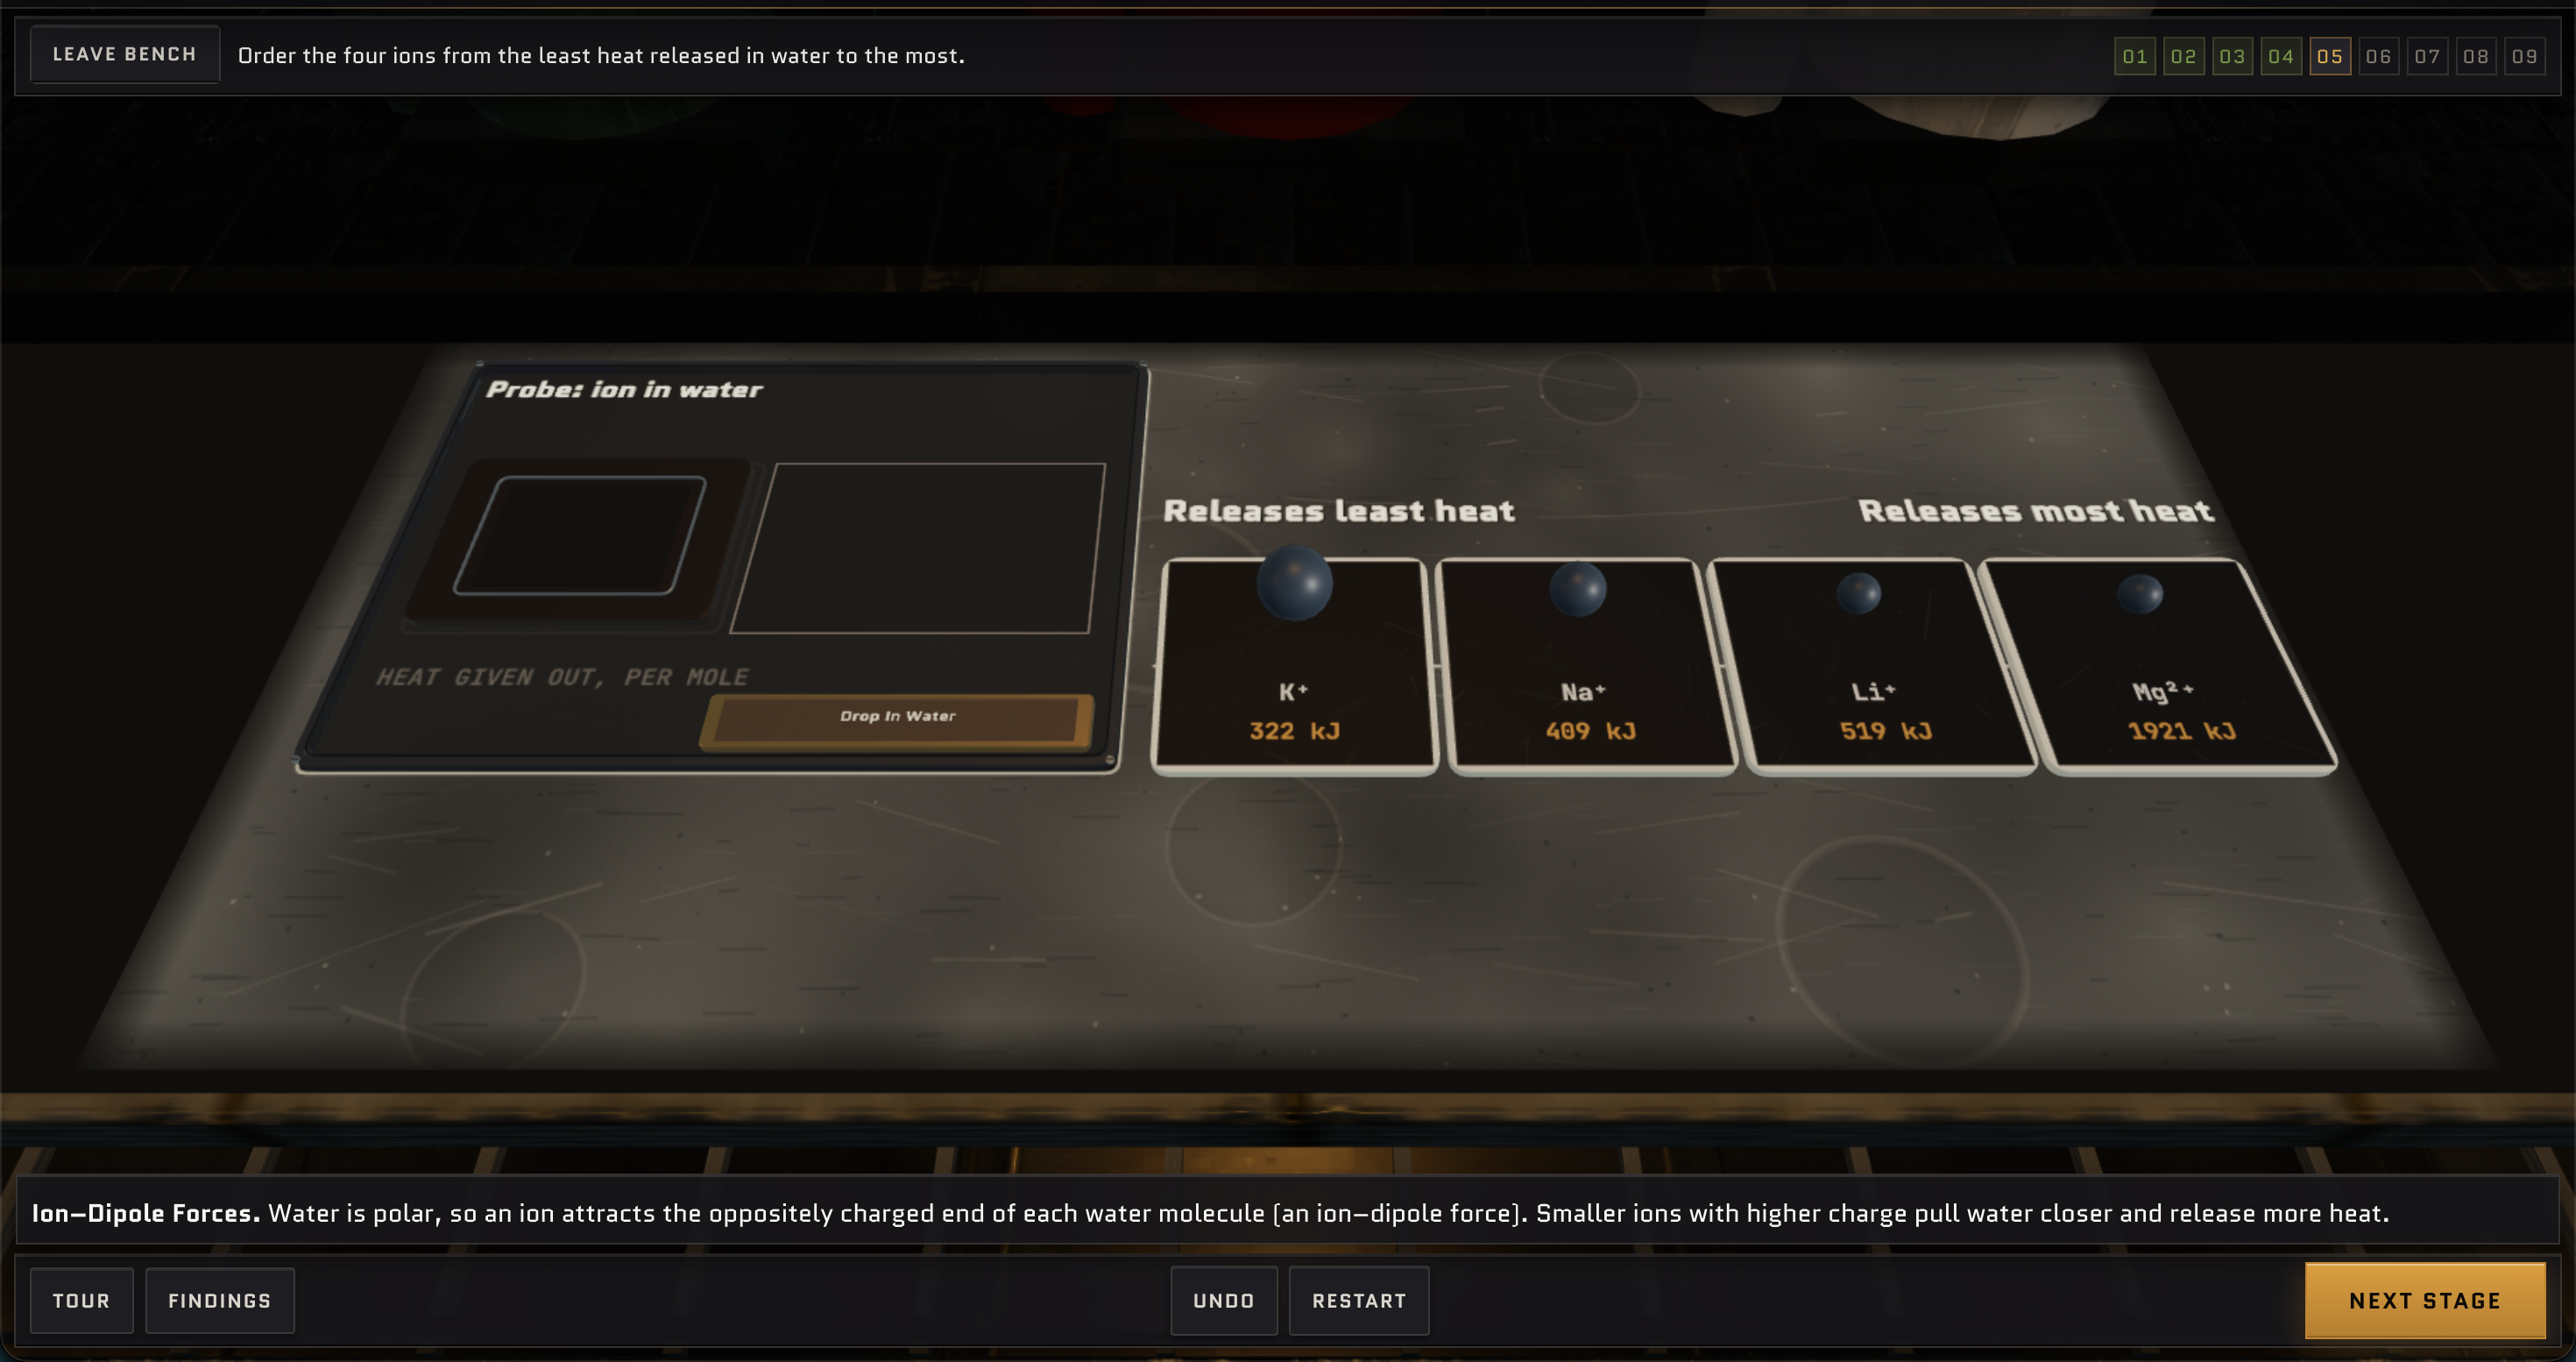 LEAVE BENCH
Order the four ions from the least heat released in water to the most.
01 02 03 04 05 06 07 08 09
Probe: ion in water
HEAT GIVEN OUT, PER MOLE
Drop In Water
Releases least heat
Releases most heat
K⁺
322 kJ
Na⁺
409 kJ
Li⁺
519 kJ
Mg²⁺
1921 kJ
Ion–Dipole Forces. Water is polar, so an ion attracts the oppositely charged end of each water molecule (an ion–dipole force). Smaller ions with higher charge pull water closer and release more heat.
TOUR
FINDINGS
UNDO
RESTART
NEXT STAGE